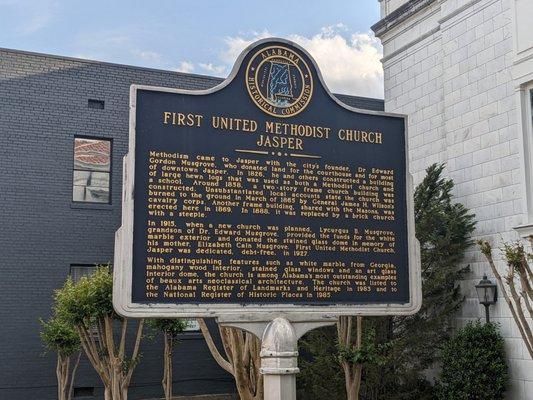 ALABAMA
HISTORICAL COMMISSION
FIRST UNITED METHODIST CHURCH
JASPER
Methodism came to Jasper with the city's founder, Dr Edward
Gordon Musgrove, who donated land for the courthouse and for most
of downtown Jasper. In 1826, he and others constructed a building
of large hewn logs that was used as both a Methodist church and
a school. Around 1858, a two-story frame church building was
constructed. Unsubstantiated local accounts state the church was
burned to the ground in March of 1865 by General James H. Wilson's
cavalry corps. Another frame building, shared with the Masons, was
erected here in 1869. In 1888, it was replaced by a brick church
with a steeple.
In 1915, when a new church was planned, Lycurgus B. Musgrove,
grandson of Dr. Edward Musgrove, provided the funds for the white
marble exterior and donated the stained glass dome in memory of
his mother, Elizabeth Cain Musgrove. First United Methodist Church,
Jasper was dedicated, debt-free, in 1927.
With distinguishing features such as white marble from Georgia,
mahogany wood interior, stained glass windows and an art glass
interior dome, the church is among Alabama's most outstanding examples
of beaux arts neoclassical architecture. The church was listed to
the Alabama Register of Landmarks and Heritage in 1983 and to
the National Register of Historic Places in 1985.